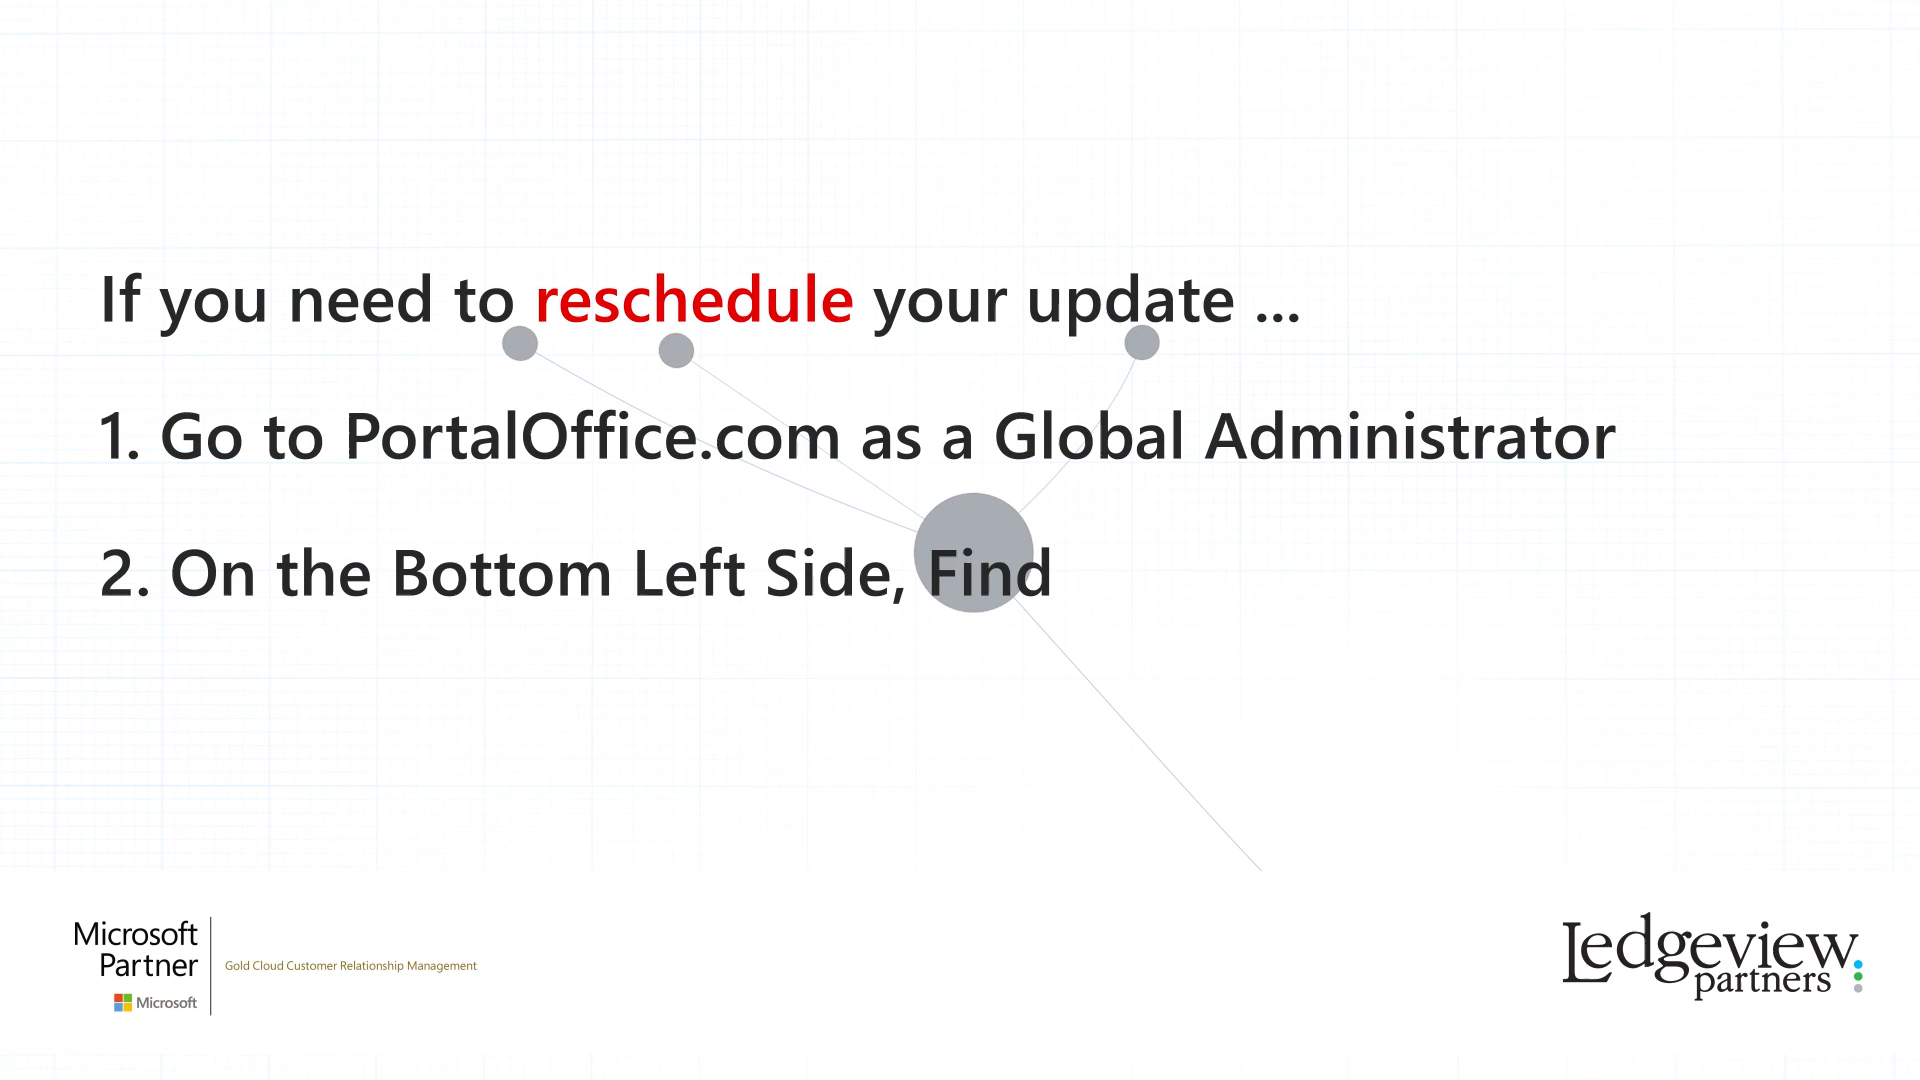 If you need to reschedule your update ...
1. Go to PortalOffice.com as a Global Administrator
2. On the Bottom Left Side, Find
Microsoft
Partner
Microsoft
Gold Cloud Customer Relationship Management
Ledgeview
partners